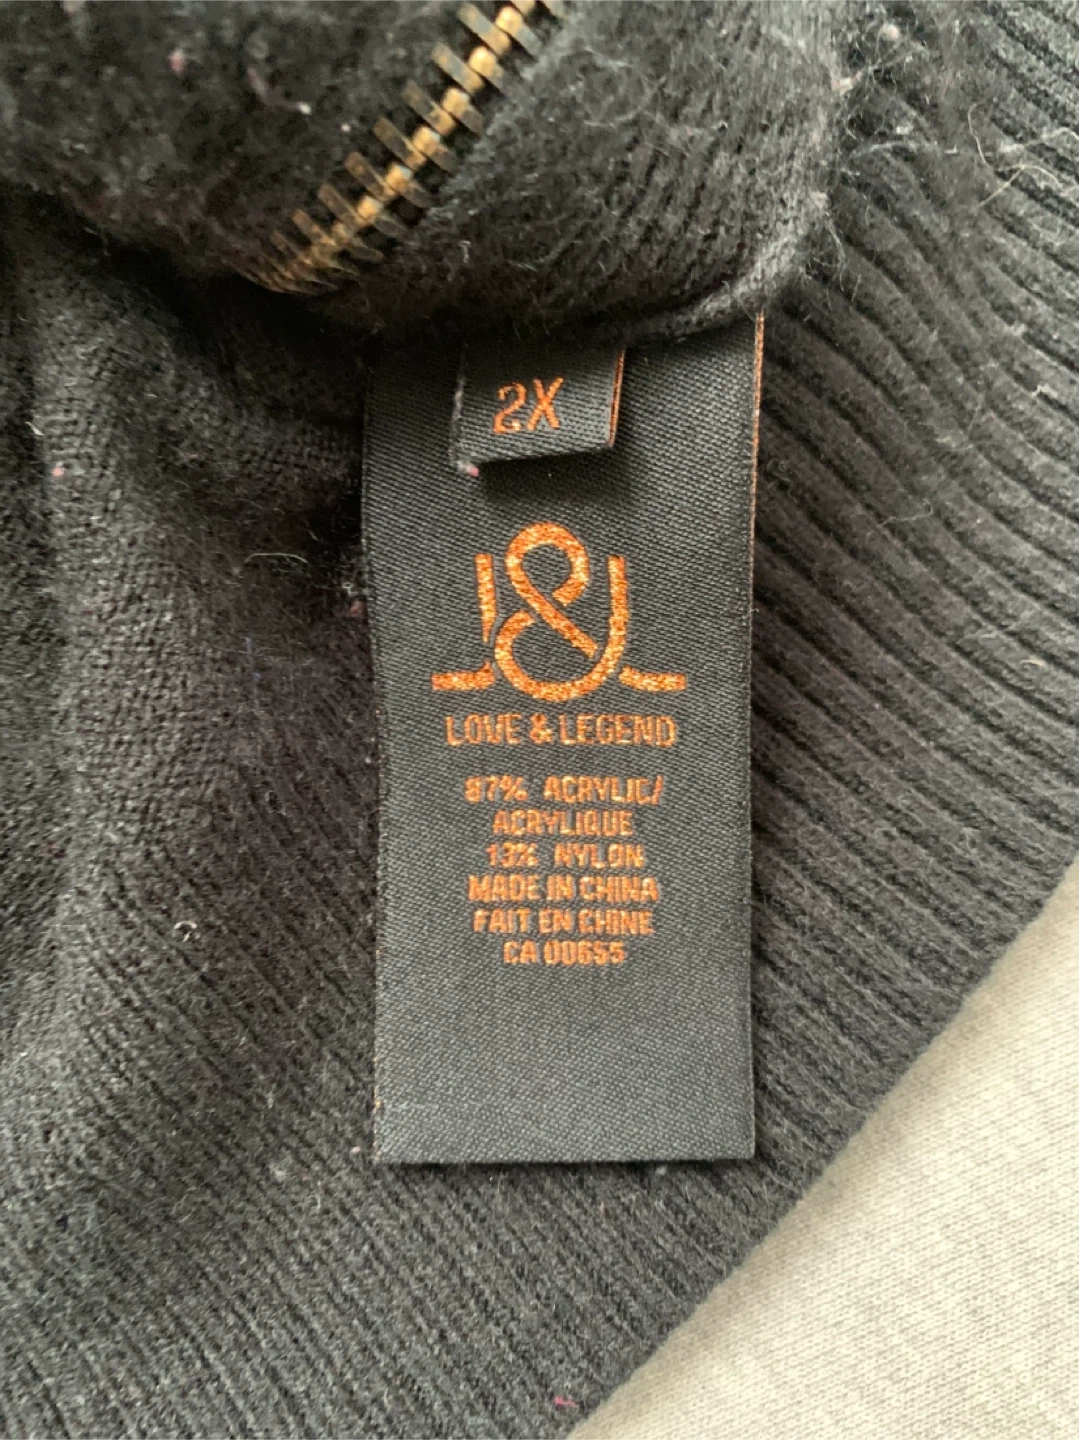 2X
L&L
LOVE & LEGEND
87% ACRYLIC/
ACRYLIQUE
13% NYLON
MADE IN CHINA
FAIT EN CHINE
CA 00655